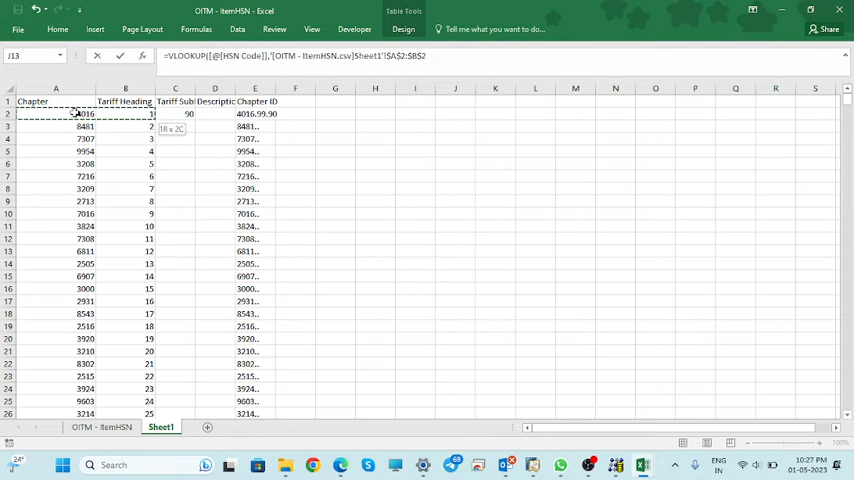 OITM - ItemHSN - Excel
Table Tools
File Home Insert Page Layout Formulas Data Review View Developer Design Tell me what you want to do... Share
J13 =VLOOKUP([@[HSN Code]],'[OITM - ItemHSN.csv]Sheet1'!$A$2:$B$2
A B C D E F G H I J K L M N O P Q R S
1 Chapter Tariff Heading Tariff Subl Descriptic Chapter ID
2 4016 1 90 4016.99.90
3 8481 2 8481..
1R x 2C
4 7307 3 7307..
5 9954 4 9954..
6 3208 5 3208..
7 7216 6 7216..
8 3209 7 3209..
9 2713 8 2713..
10 7016 9 7016..
11 3824 10 3824..
12 7308 11 7308..
13 6811 12 6811..
14 2505 13 2505..
15 6907 14 6907..
16 3000 15 3000..
17 2931 16 2931..
18 8543 17 8543..
19 2516 18 2516..
20 3920 19 3920..
21 3210 20 3210..
22 8302 21 8302..
23 2515 22 2515..
24 3924 23 3924..
25 9603 24 9603..
26 3214 25 3214..
OITM - ItemHSN Sheet1
100%
24°
Search
69
ENG
IN
10:27 PM
01-05-2023